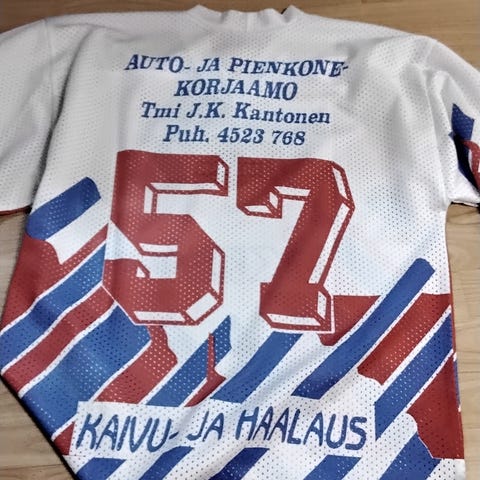 AUTO- JA PIENKONE-
KORJAAMO
Tmi J.K. Kantonen
Puh. 4523 768
57
KAIVU- JA HAALAUS